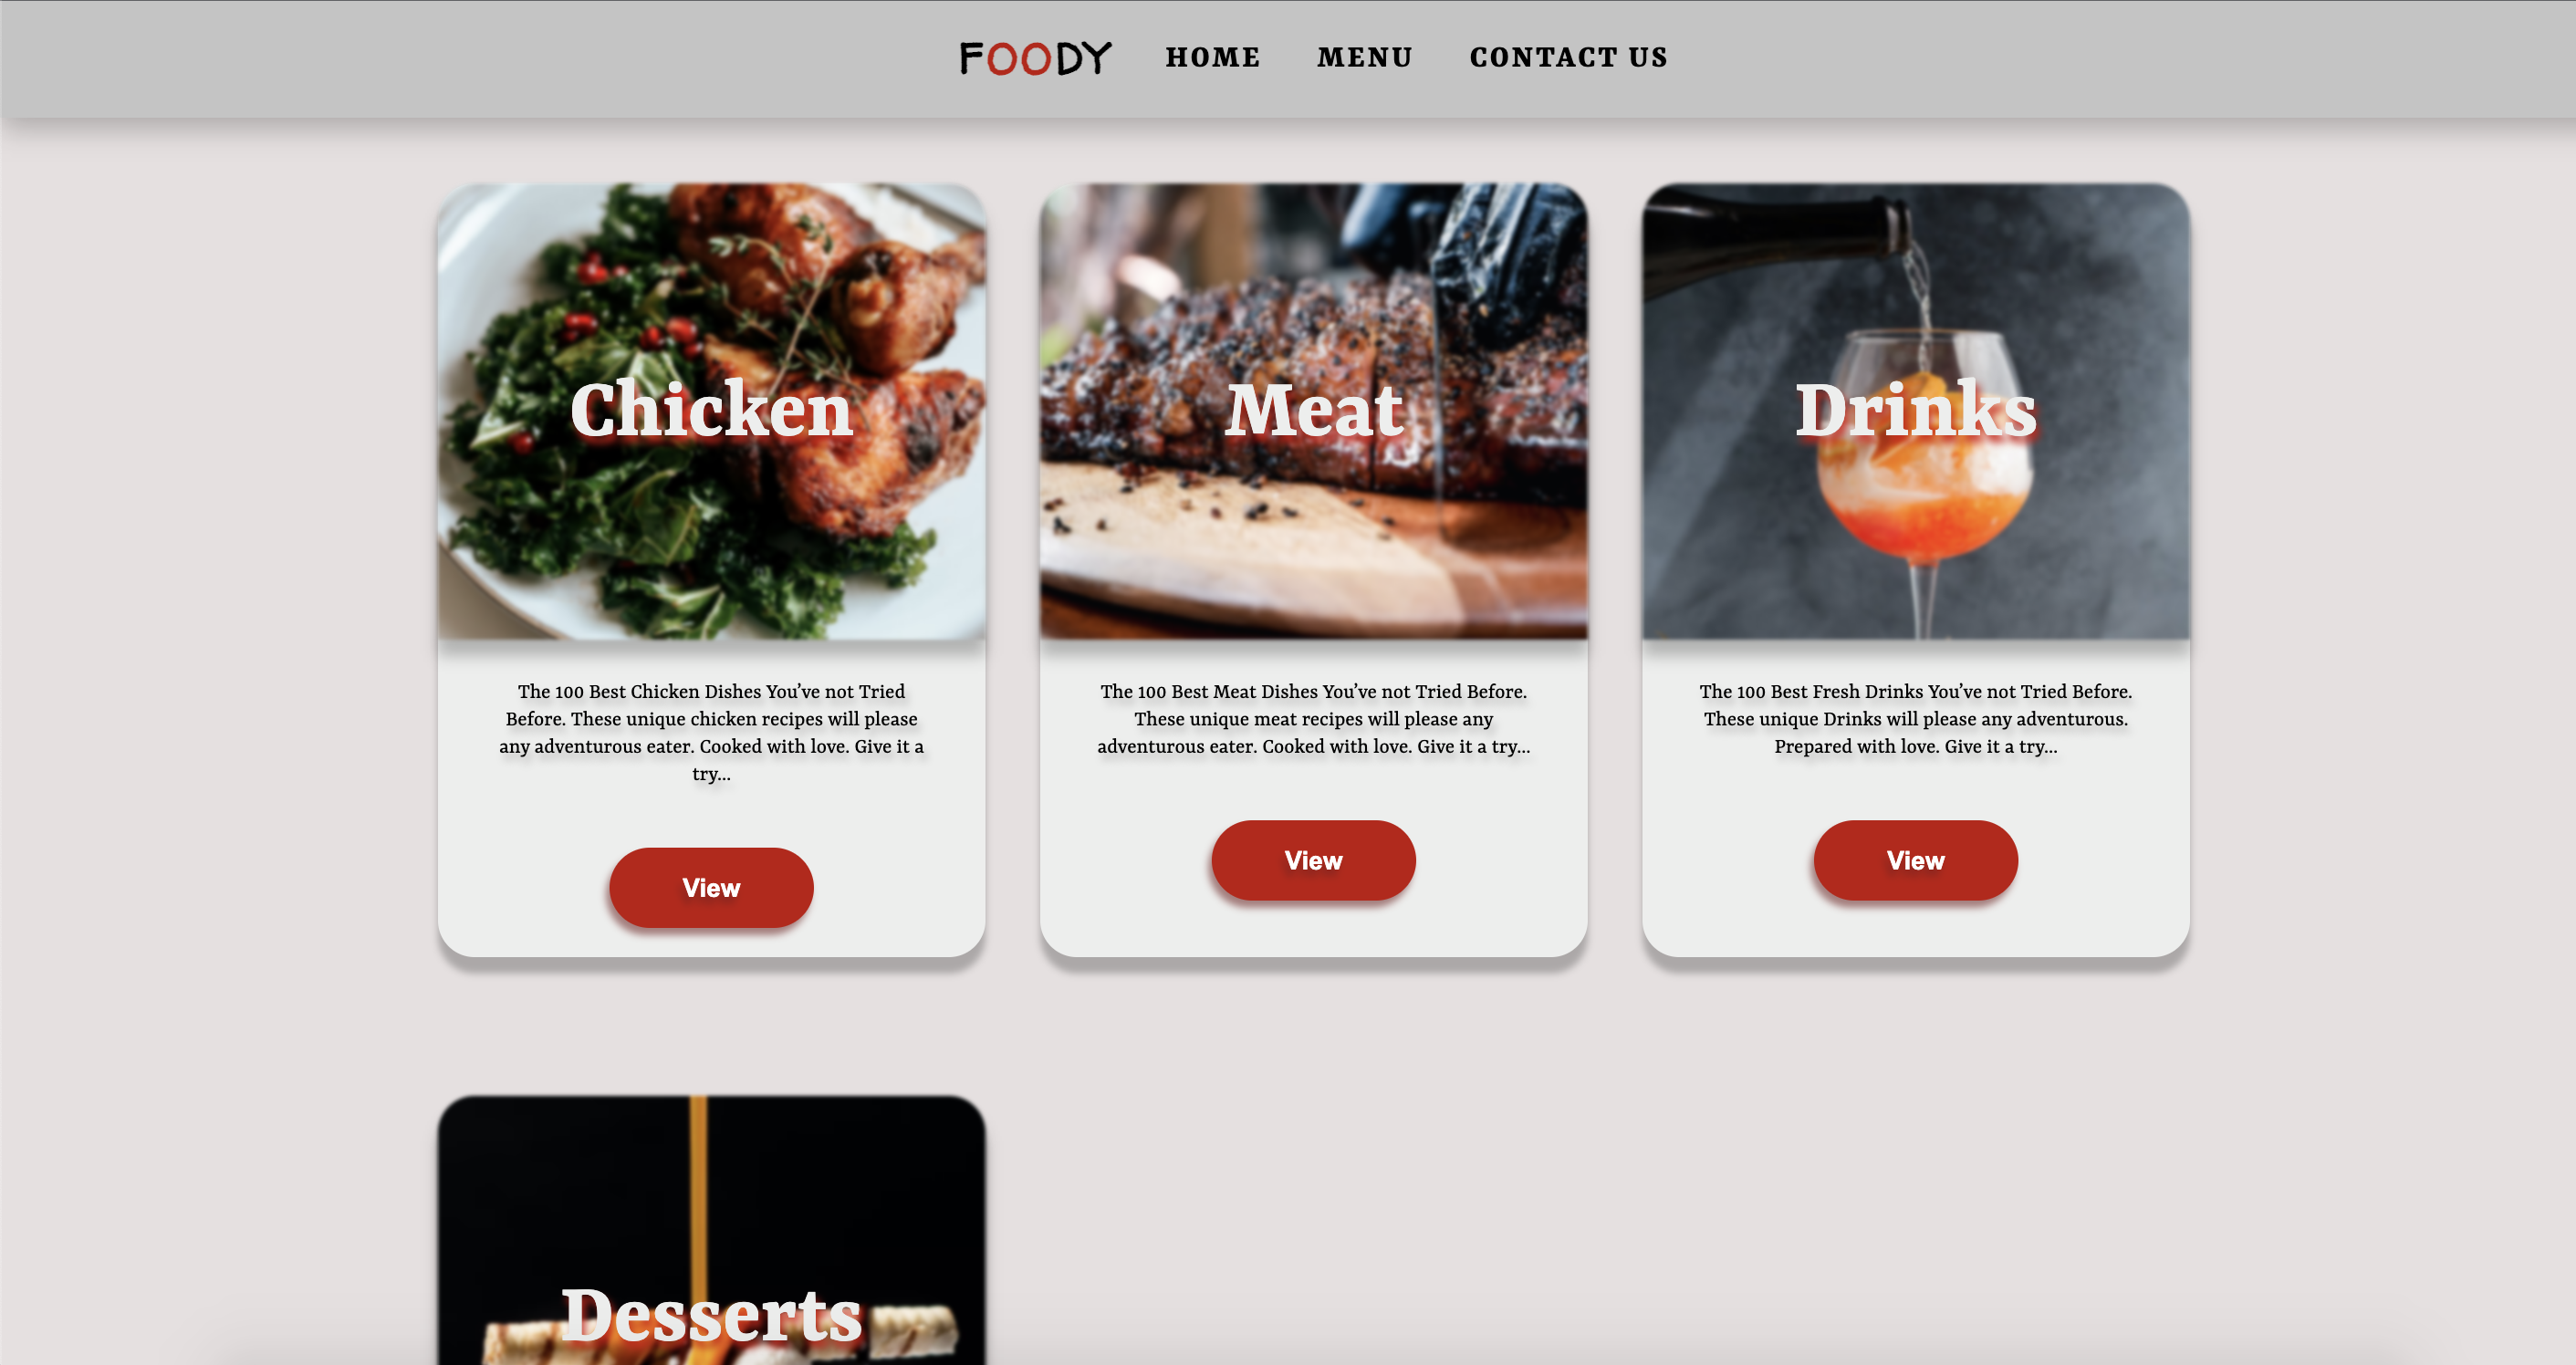 FOODY HOME MENU CONTACT US
Chicken
The 100 Best Chicken Dishes You’ve not Tried
Before. These unique chicken recipes will please
any adventurous eater. Cooked with love. Give it a
try...
View
Meat
The 100 Best Meat Dishes You’ve not Tried Before.
These unique meat recipes will please any
adventurous eater. Cooked with love. Give it a try...
View
Drinks
The 100 Best Fresh Drinks You’ve not Tried Before.
These unique Drinks will please any adventurous.
Prepared with love. Give it a try...
View
Desserts